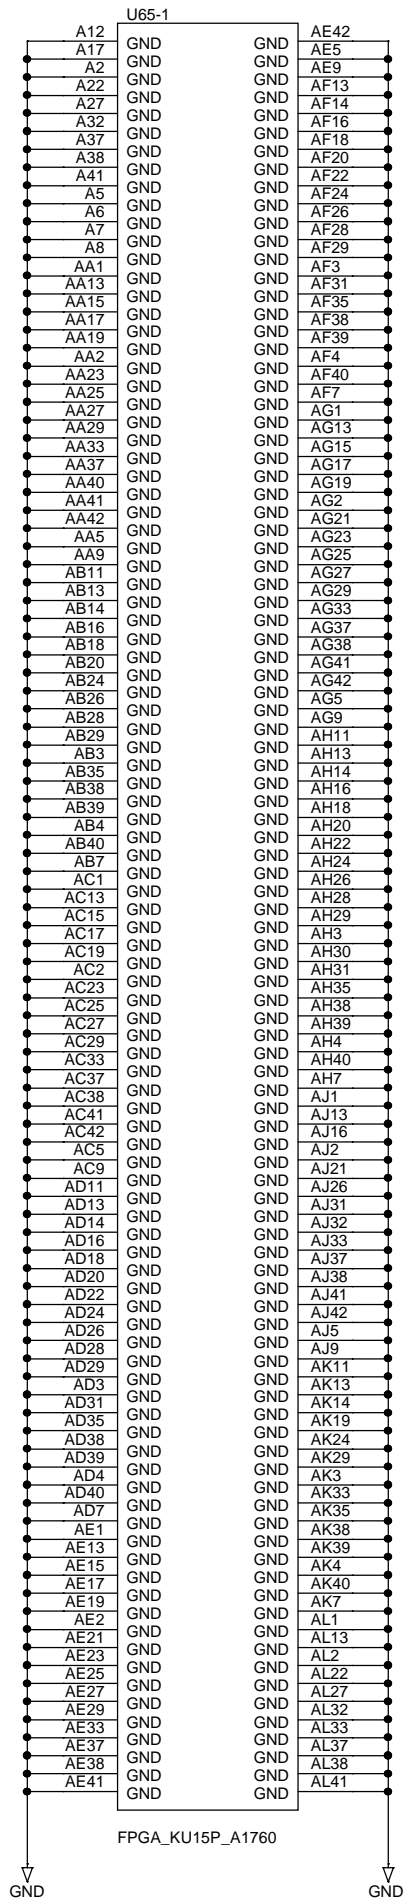 U65-1
A12 GND GND AE42
A17 GND GND AE5
A2 GND GND AE9
A22 GND GND AF13
A27 GND GND AF14
A32 GND GND AF16
A37 GND GND AF18
A38 GND GND AF20
A41 GND GND AF22
A5 GND GND AF24
A6 GND GND AF26
A7 GND GND AF28
A8 GND GND AF29
AA1 GND GND AF3
AA13 GND GND AF31
AA15 GND GND AF35
AA17 GND GND AF38
AA19 GND GND AF39
AA2 GND GND AF4
AA23 GND GND AF40
AA25 GND GND AF7
AA27 GND GND AG1
AA29 GND GND AG13
AA33 GND GND AG15
AA37 GND GND AG17
AA40 GND GND AG19
AA41 GND GND AG2
AA42 GND GND AG21
AA5 GND GND AG23
AA9 GND GND AG25
AB11 GND GND AG27
AB13 GND GND AG29
AB14 GND GND AG33
AB16 GND GND AG37
AB18 GND GND AG38
AB20 GND GND AG41
AB24 GND GND AG42
AB26 GND GND AG5
AB28 GND GND AG9
AB29 GND GND AH11
AB3 GND GND AH13
AB35 GND GND AH14
AB38 GND GND AH16
AB39 GND GND AH18
AB4 GND GND AH20
AB40 GND GND AH22
AB7 GND GND AH24
AC1 GND GND AH26
AC13 GND GND AH28
AC15 GND GND AH29
AC17 GND GND AH3
AC19 GND GND AH30
AC2 GND GND AH31
AC23 GND GND AH35
AC25 GND GND AH38
AC27 GND GND AH39
AC29 GND GND AH4
AC33 GND GND AH40
AC37 GND GND AH7
AC38 GND GND AJ1
AC41 GND GND AJ13
AC42 GND GND AJ16
AC5 GND GND AJ2
AC9 GND GND AJ21
AD11 GND GND AJ26
AD13 GND GND AJ31
AD14 GND GND AJ32
AD16 GND GND AJ33
AD18 GND GND AJ37
AD20 GND GND AJ38
AD22 GND GND AJ41
AD24 GND GND AJ42
AD26 GND GND AJ5
AD28 GND GND AJ9
AD29 GND GND AK11
AD3 GND GND AK13
AD31 GND GND AK14
AD35 GND GND AK19
AD38 GND GND AK24
AD39 GND GND AK29
AD4 GND GND AK3
AD40 GND GND AK33
AD7 GND GND AK35
AE1 GND GND AK38
AE13 GND GND AK39
AE15 GND GND AK4
AE17 GND GND AK40
AE19 GND GND AK7
AE2 GND GND AL1
AE21 GND GND AL13
AE23 GND GND AL2
AE25 GND GND AL22
AE27 GND GND AL27
AE29 GND GND AL32
AE33 GND GND AL33
AE37 GND GND AL37
AE38 GND GND AL38
AE41 GND GND AL41
FPGA_KU15P_A1760
GND GND